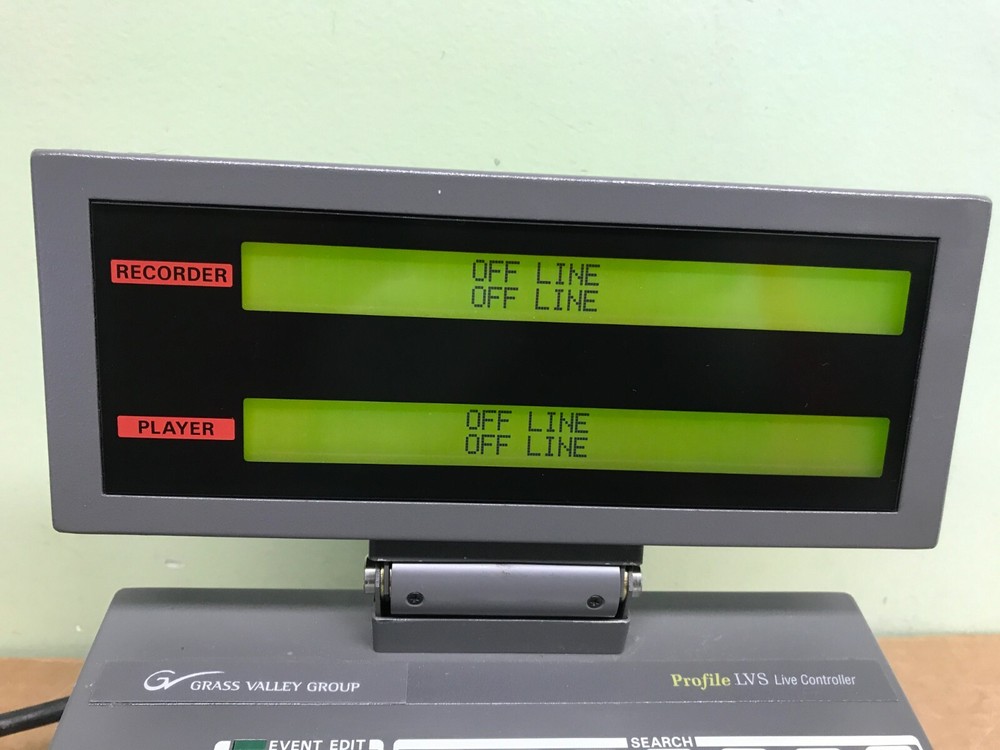 RECORDER
OFF LINE
OFF LINE
PLAYER
OFF LINE
OFF LINE
GV GRASS VALLEY GROUP
Profile LVS Live Controller
EVENT EDIT
SEARCH